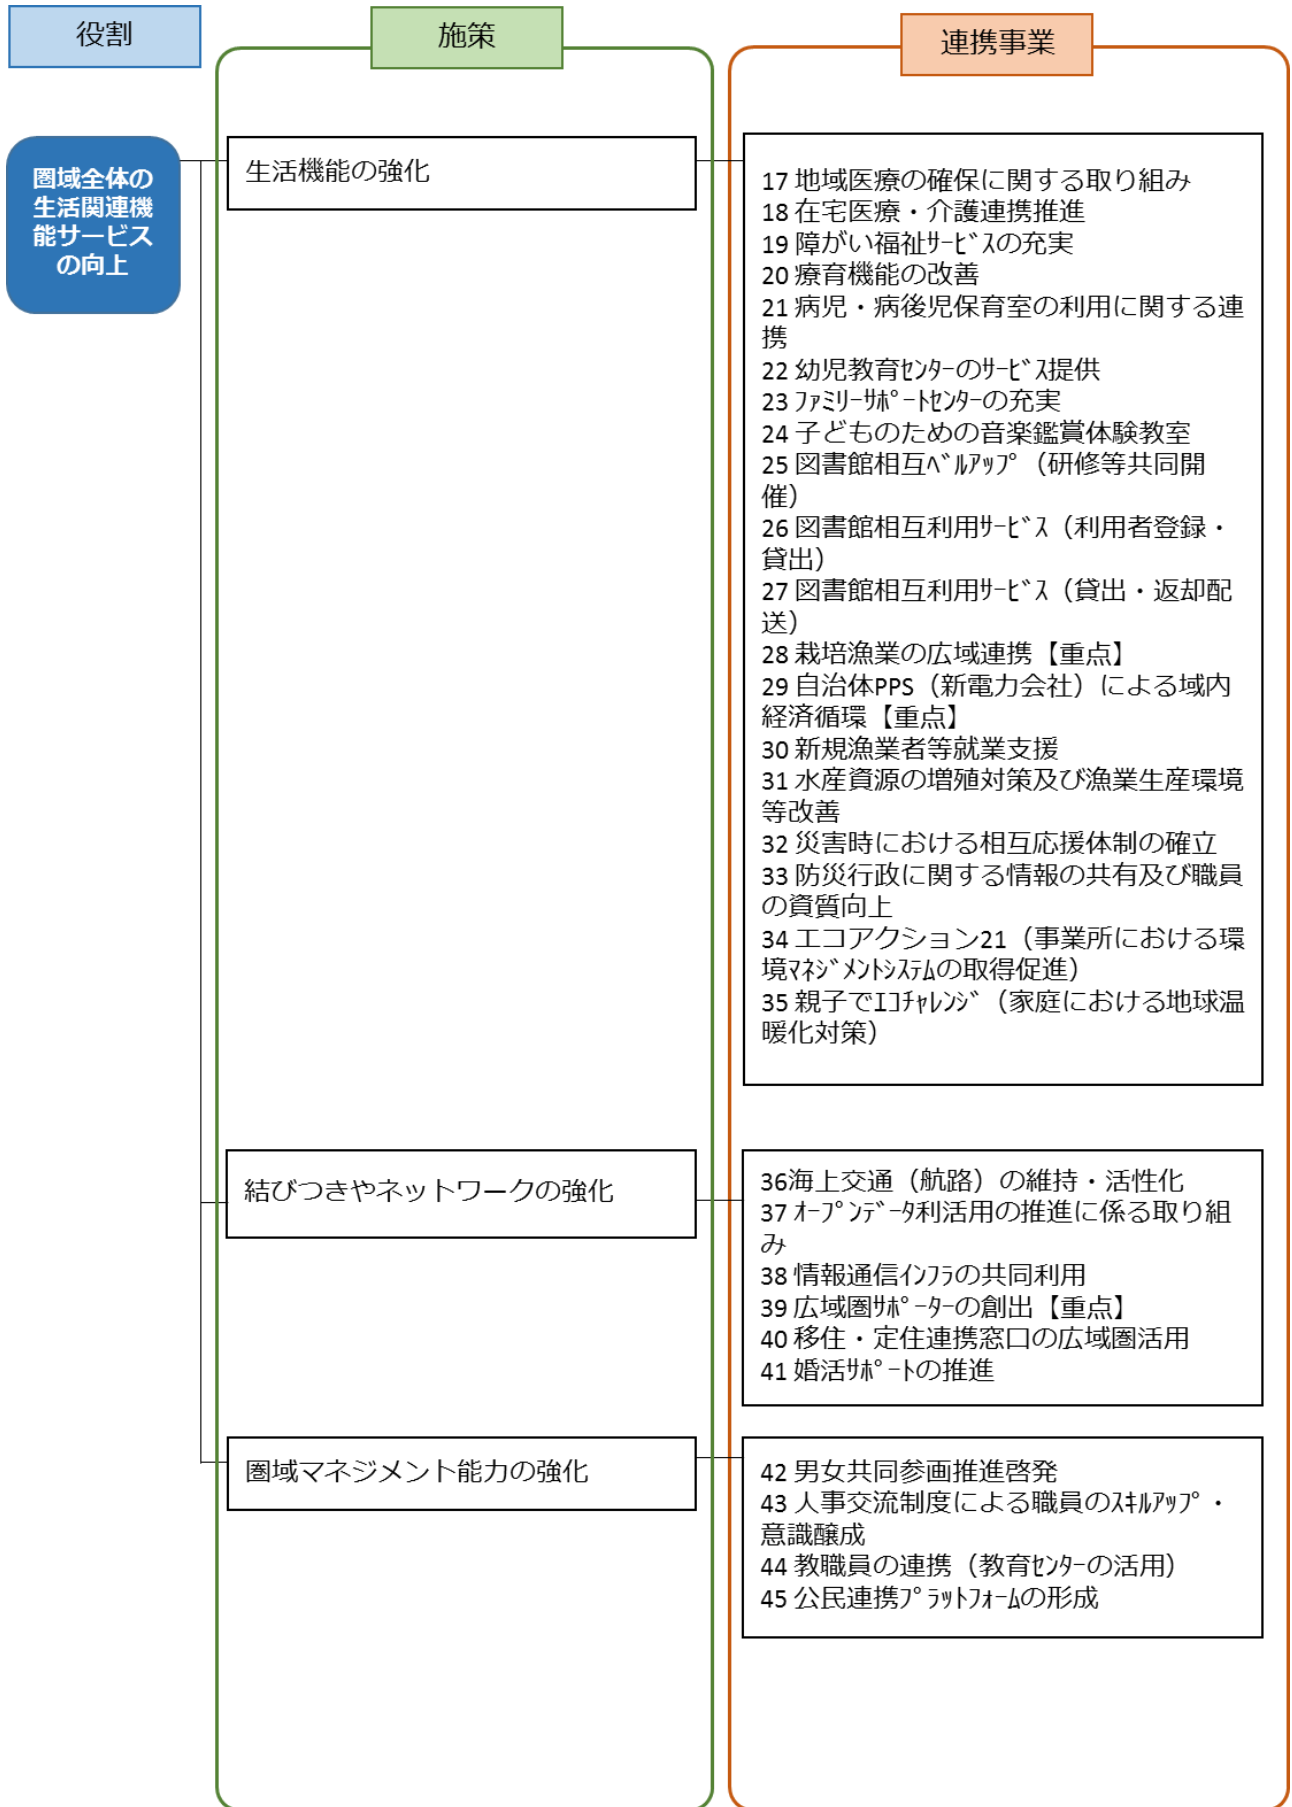 役割
施策
連携事業
圏域全体の
生活関連機
能サービス
の向上
生活機能の強化
17 地域医療の確保に関する取り組み
18 在宅医療・介護連携推進
19 障がい福祉ｻｰﾋﾞｽの充実
20 療育機能の改善
21 病児・病後児保育室の利用に関する連
携
22 幼児教育ｾﾝﾀｰのｻｰﾋﾞｽ提供
23 ﾌｧﾐﾘｰｻﾎﾟｰﾄｾﾝﾀｰの充実
24 子どものための音楽鑑賞体験教室
25 図書館相互ﾍﾞﾙｱｯﾌﾟ（研修等共同開
催）
26 図書館相互利用ｻｰﾋﾞｽ（利用者登録・
貸出）
27 図書館相互利用ｻｰﾋﾞｽ（貸出・返却配
送）
28 栽培漁業の広域連携【重点】
29 自治体PPS（新電力会社）による域内
経済循環【重点】
30 新規漁業者等就業支援
31 水産資源の増殖対策及び漁業生産環境
等改善
32 災害時における相互応援体制の確立
33 防災行政に関する情報の共有及び職員
の資質向上
34 エコアクション21（事業所における環
境ﾏﾈｼﾞﾒﾝﾄｼｽﾃﾑの取得促進）
35 親子でｴｺﾁｬﾚﾝｼﾞ（家庭における地球温
暖化対策）
結びつきやネットワークの強化
36海上交通（航路）の維持・活性化
37 ｵｰﾌﾟﾝﾃﾞｰﾀ利活用の推進に係る取り組
み
38 情報通信ｲﾝﾌﾗの共同利用
39 広域圏ｻﾎﾟｰﾀｰの創出【重点】
40 移住・定住連携窓口の広域圏活用
41 婚活ｻﾎﾟｰﾄの推進
圏域マネジメント能力の強化
42 男女共同参画推進啓発
43 人事交流制度による職員のｽｷﾙｱｯﾌﾟ・
意識醸成
44 教職員の連携（教育ｾﾝﾀｰの活用）
45 公民連携ﾌﾟﾗｯﾄﾌｫｰﾑの形成